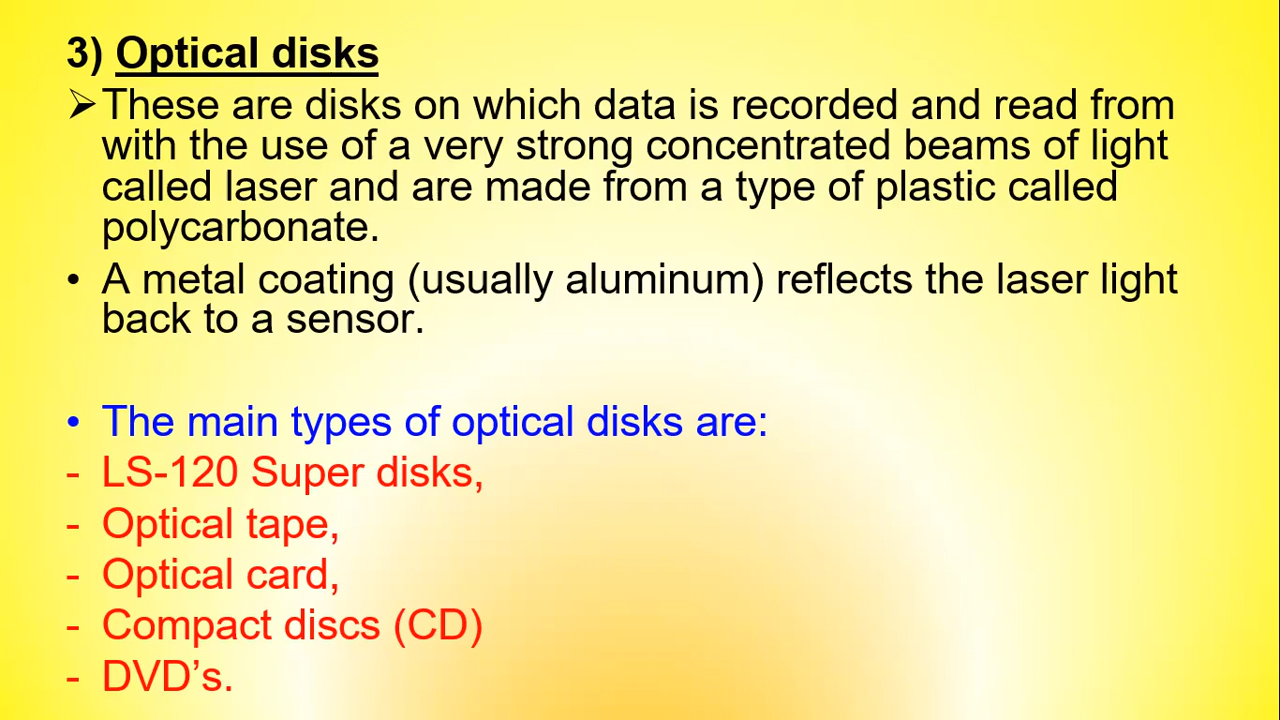 3) Optical disks
➢These are disks on which data is recorded and read from
with the use of a very strong concentrated beams of light
called laser and are made from a type of plastic called
polycarbonate.
• A metal coating (usually aluminum) reflects the laser light
back to a sensor.
• The main types of optical disks are:
- LS-120 Super disks,
- Optical tape,
- Optical card,
- Compact discs (CD)
- DVD’s.